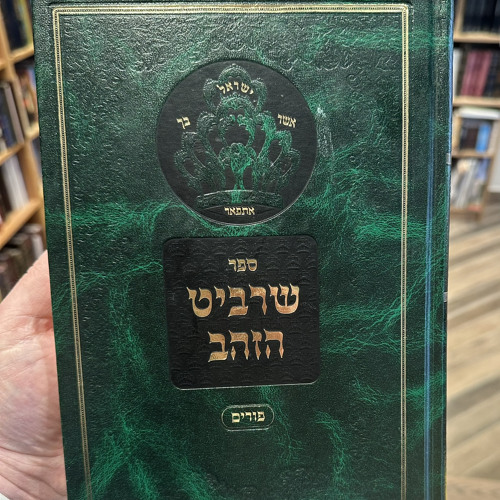 ישראל
אשר
בך
אתפאר
ספר
שרביט
הזהב
פורים